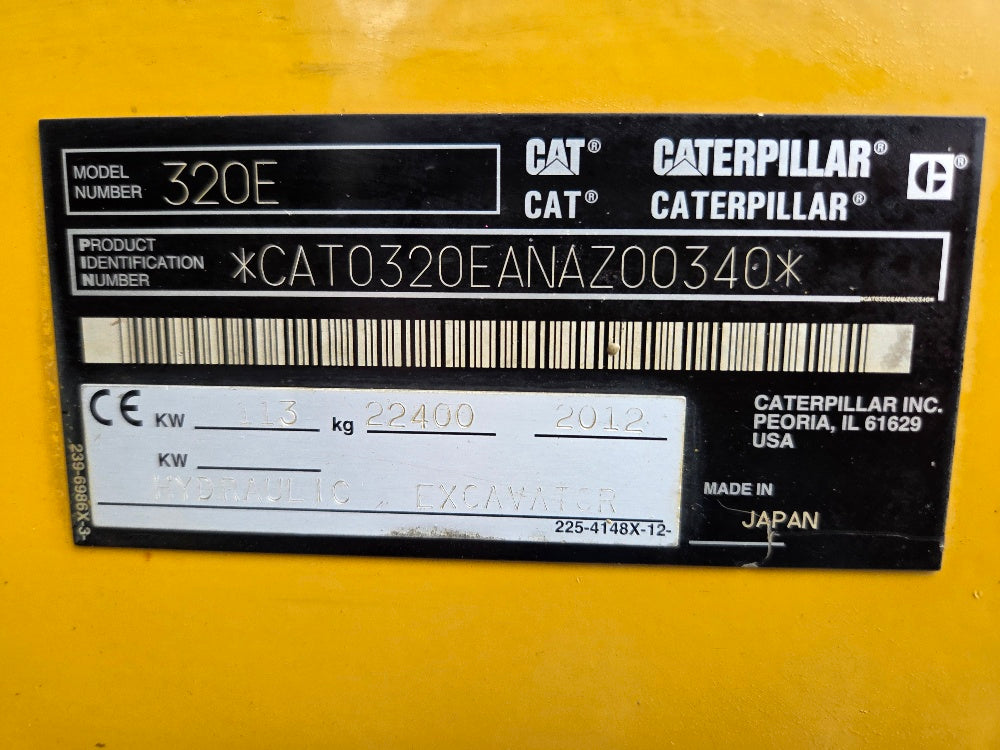 MODEL
NUMBER 320E
CAT® CATERPILLAR®
CAT® CATERPILLAR®
PRODUCT
IDENTIFICATION
NUMBER
*CAT0320EANAZ00340*
*CAT0320EANAZ00340*
CE KW 113 kg 22400 2012
KW
HYDRAULIC EXCAVATOR
225-4148X-12-
239-6986X-3-
CATERPILLAR INC.
PEORIA, IL 61629
USA
MADE IN
JAPAN